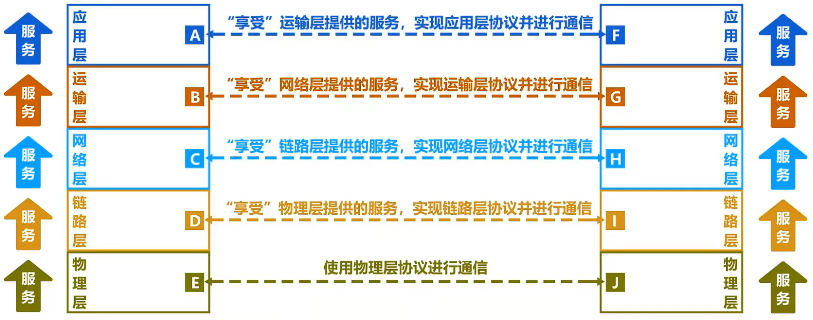 服务 应用层 A “享受”运输层提供的服务，实现应用层协议并进行通信 F 应用层 服务
服务 运输层 B “享受”网络层提供的服务，实现运输层协议并进行通信 G 运输层 服务
服务 网络层 C “享受”链路层提供的服务，实现网络层协议并进行通信 H 网络层 服务
服务 链路层 D “享受”物理层提供的服务，实现链路层协议并进行通信 I 链路层 服务
服务 物理层 E 使用物理层协议进行通信 J 物理层 服务